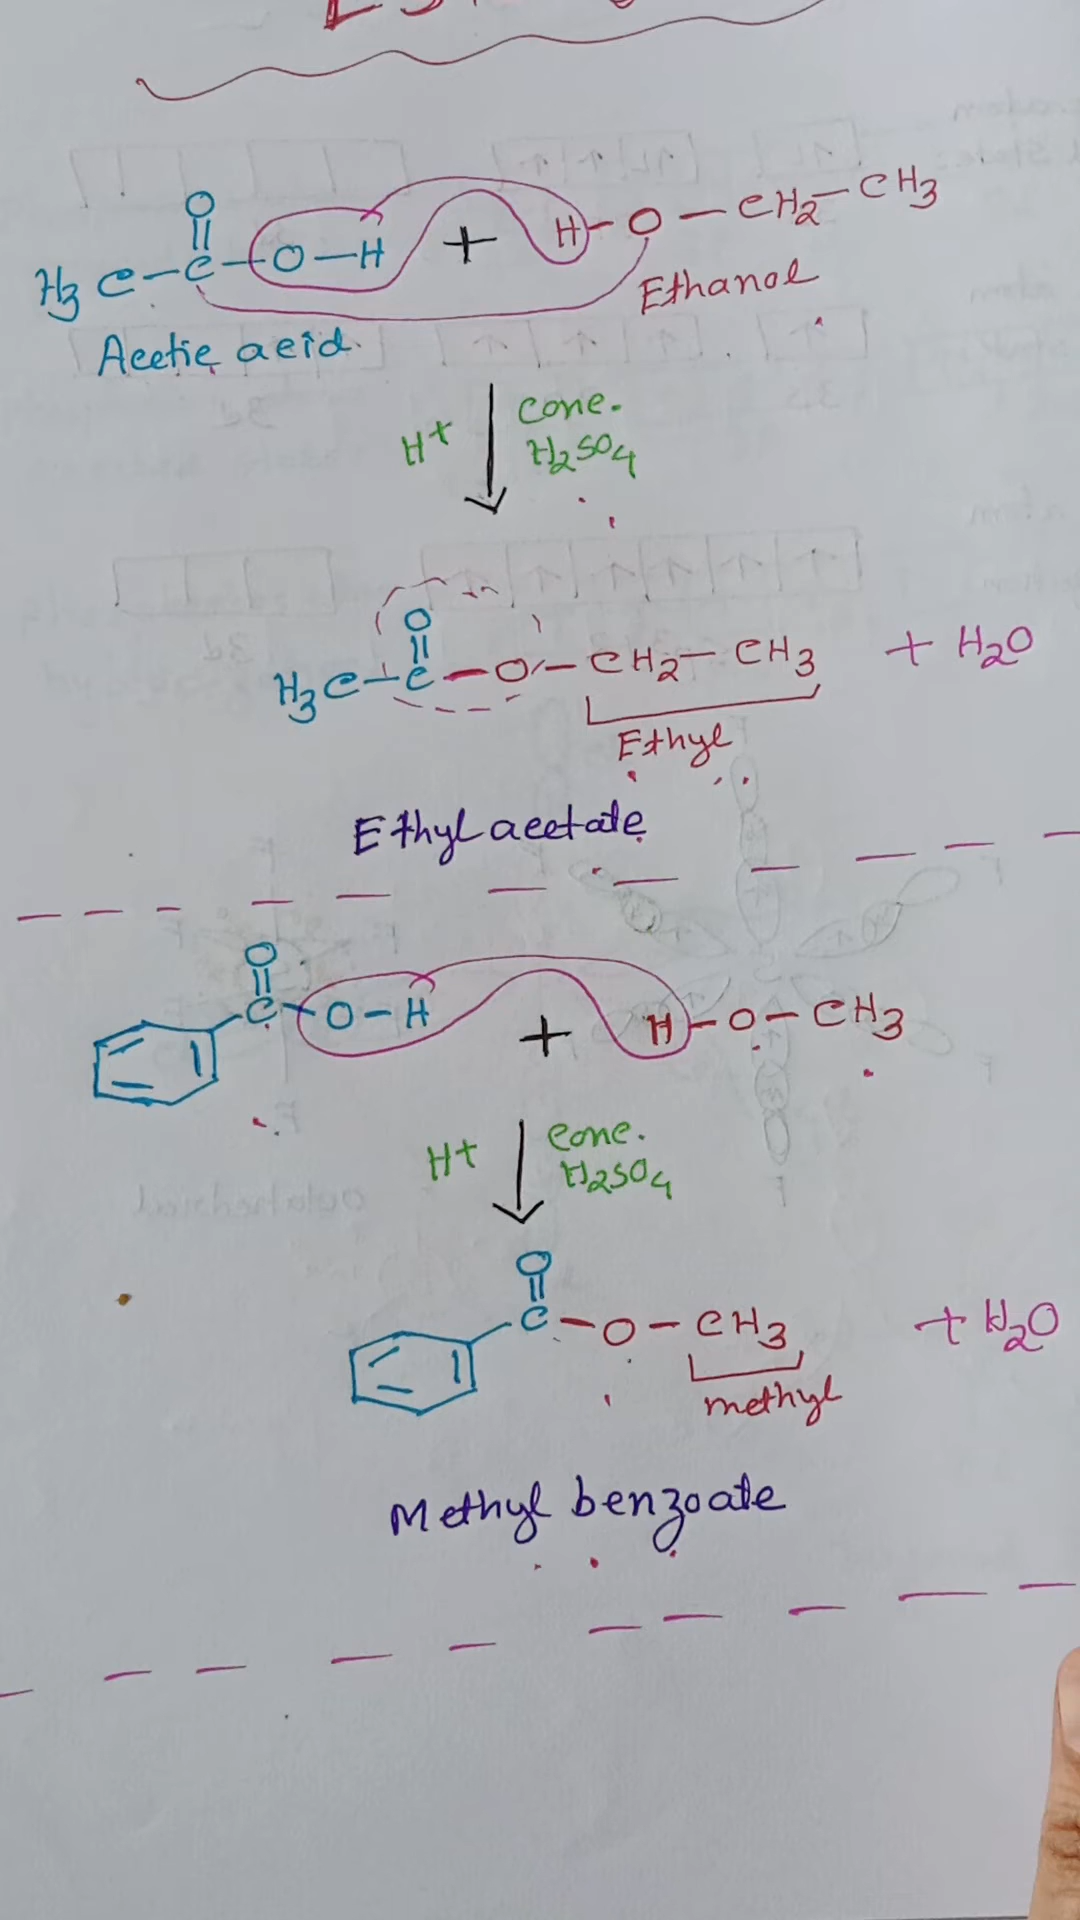 O
H3C-C-O-H + H-O-CH2-CH3
Acetic acid
Ethanol
H+ Conc.
H2SO4
O
H3C-C-O-CH2-CH3 + H2O
Ethyl
Ethyl acetate
O
C-O-H + H-O-CH3
H+ Conc.
H2SO4
O
C-O-CH3 + H2O
methyl
Methyl benzoate